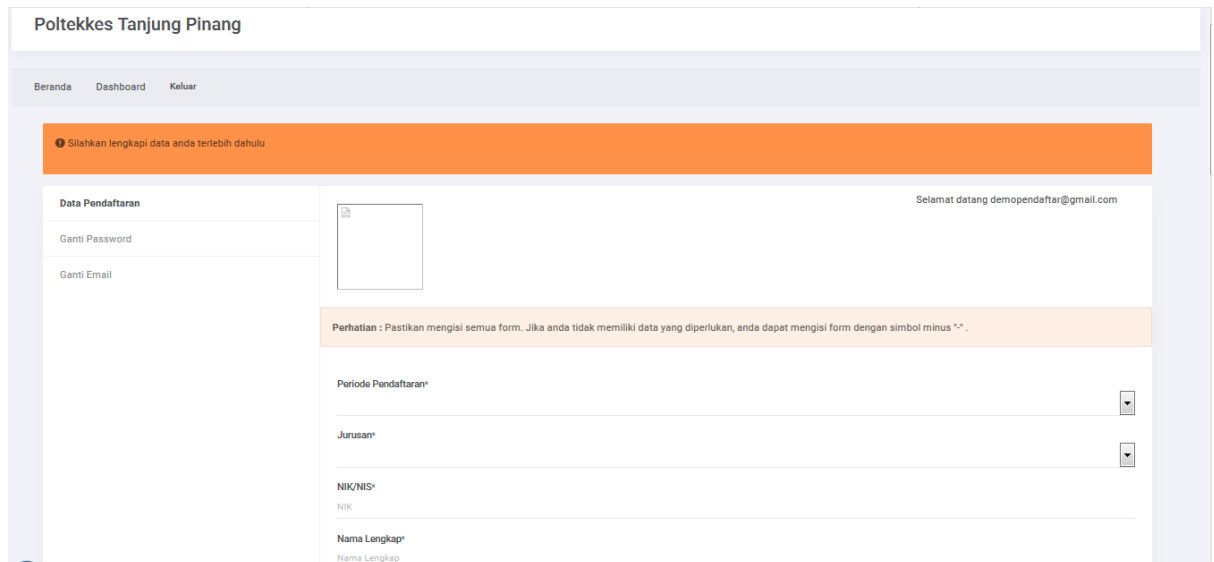 Poltekkes Tanjung Pinang
Beranda Dashboard Keluar
Silahkan lengkapi data anda terlebih dahulu
Data Pendaftaran
Ganti Password
Ganti Email
Selamat datang demopendaftar@gmail.com
Perhatian : Pastikan mengisi semua form. Jika anda tidak memiliki data yang diperlukan, anda dapat mengisi form dengan simbol minus "-" .
Periode Pendaftaran*
Jurusan*
NIK/NIS*
NIK
Nama Lengkap*
Nama Lengkap